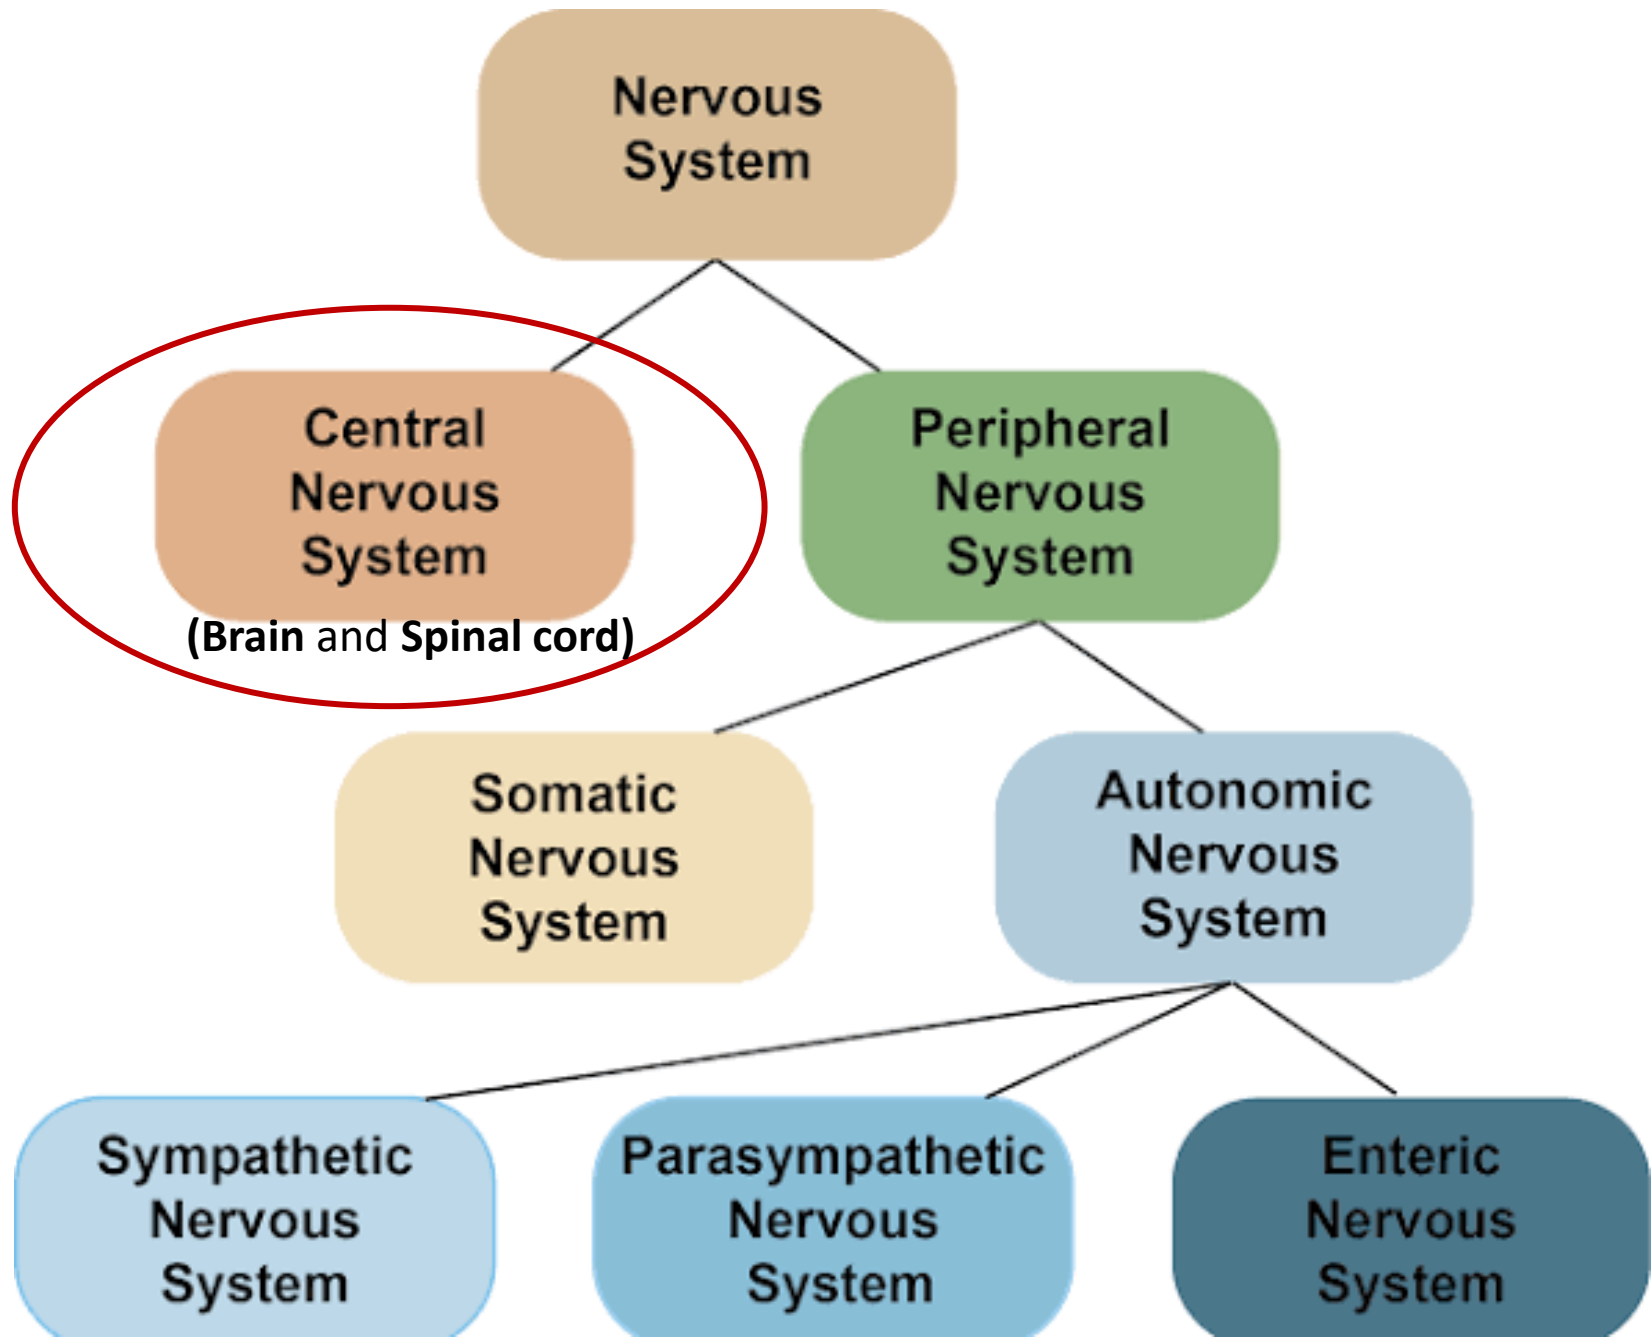 Nervous
System
Central
Nervous
System
(Brain and Spinal cord)
Peripheral
Nervous
System
Somatic
Nervous
System
Autonomic
Nervous
System
Sympathetic
Nervous
System
Parasympathetic
Nervous
System
Enteric
Nervous
System